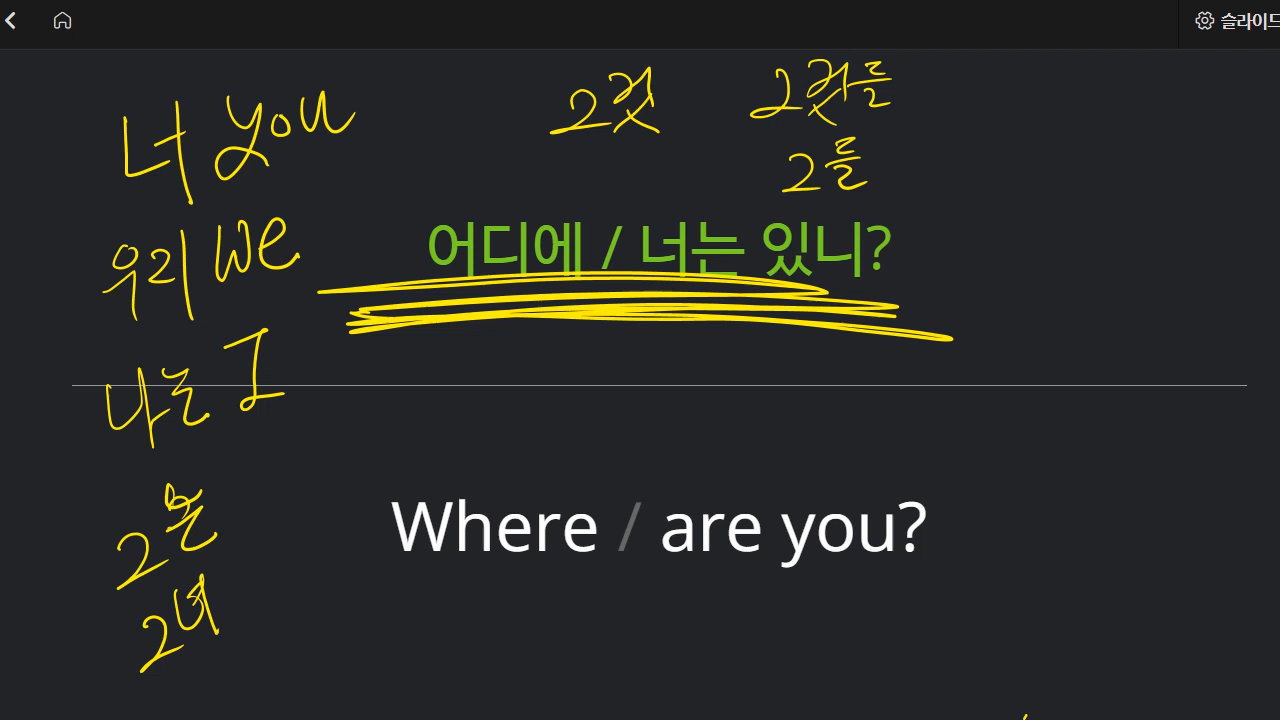 슬라이드
너 you
그것
그것들
그들
우리 we
어디에 / 너는 있니?
나는 I
Where / are you?
그는
그녀